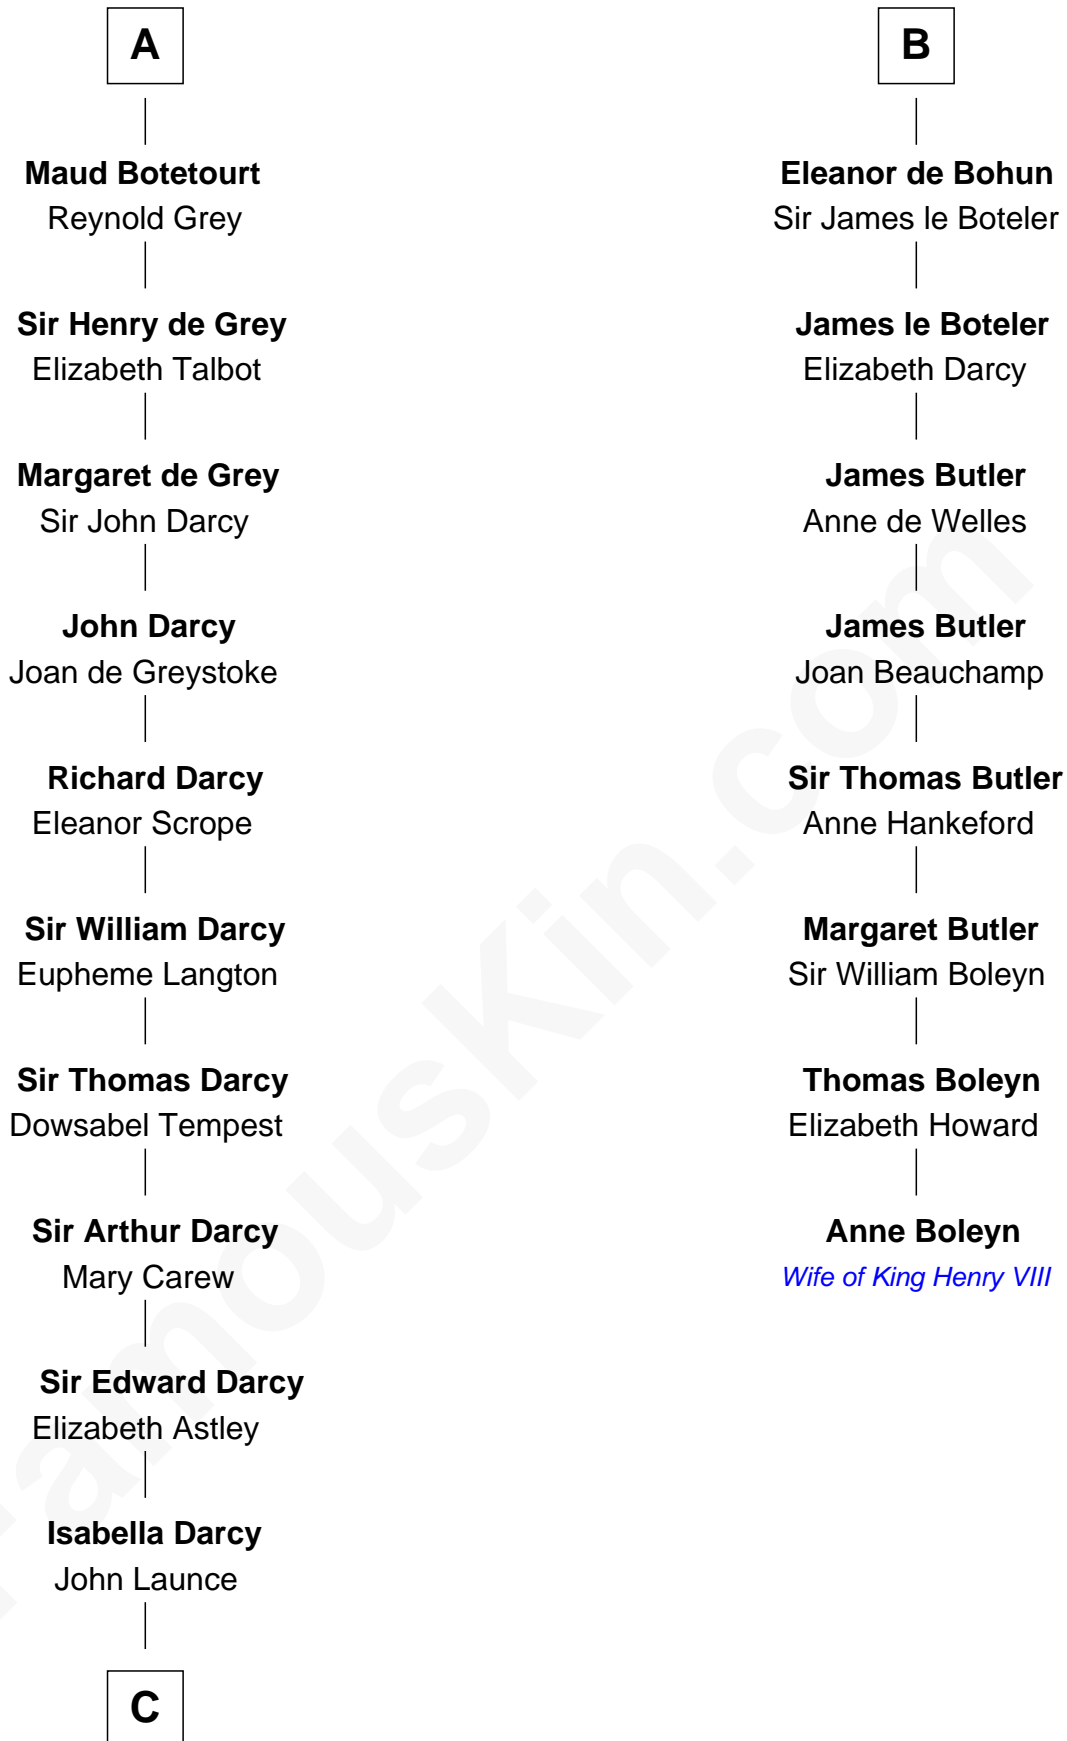 A
Maud Botetourt
Reynold Grey
Sir Henry de Grey
Elizabeth Talbot
Margaret de Grey
Sir John Darcy
John Darcy
Joan de Greystoke
Richard Darcy
Eleanor Scrope
Sir William Darcy
Eupheme Langton
Sir Thomas Darcy
Dowsabel Tempest
Sir Arthur Darcy
Mary Carew
Sir Edward Darcy
Elizabeth Astley
Isabella Darcy
John Launce
C
B
Eleanor de Bohun
Sir James le Boteler
James le Boteler
Elizabeth Darcy
James Butler
Anne de Welles
James Butler
Joan Beauchamp
Sir Thomas Butler
Anne Hankeford
Margaret Butler
Sir William Boleyn
Thomas Boleyn
Elizabeth Howard
Anne Boleyn
Wife of King Henry VIII
FamousKin.com